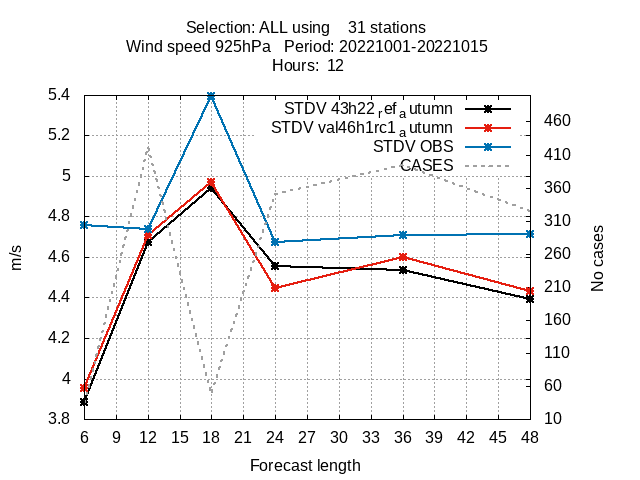 Selection: ALL using    31 stations
Wind speed 925hPa   Period: 20221001-20221015
Hours:  12
STDV 43h22_ref_autumn
STDV val46h1rc1_autumn
STDV OBS
CASES
5.4
5.2
5
4.8
4.6
4.4
4.2
4
3.8
m/s
460
410
360
310
260
210
160
110
60
10
No cases
6 9 12 15 18 21 24 27 30 33 36 39 42 45 48
Forecast length